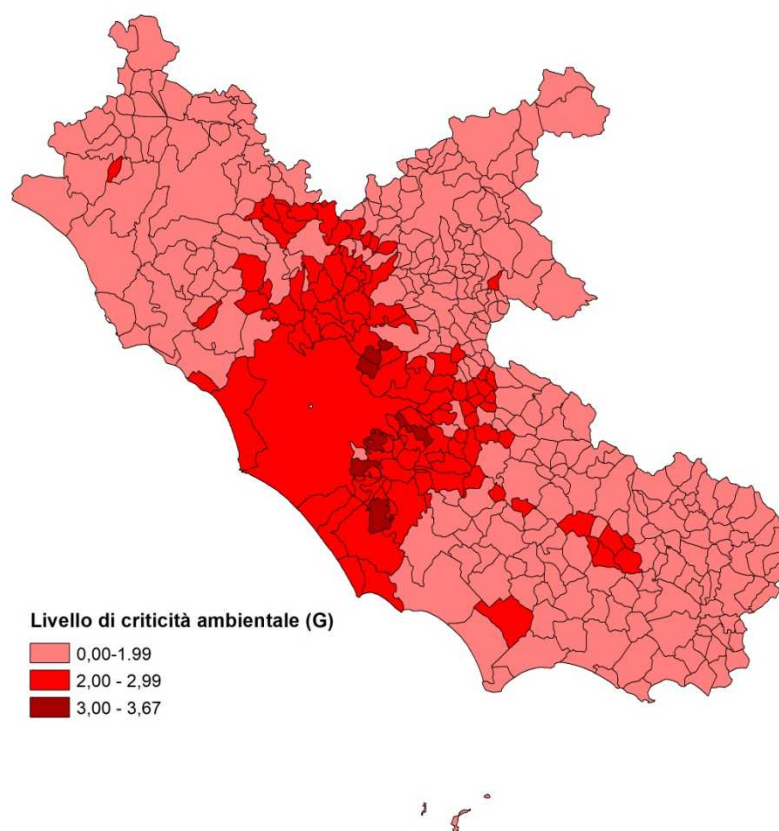 Livello di criticità ambientale (G)
0,00-1.99
2,00 - 2,99
3,00 - 3,67